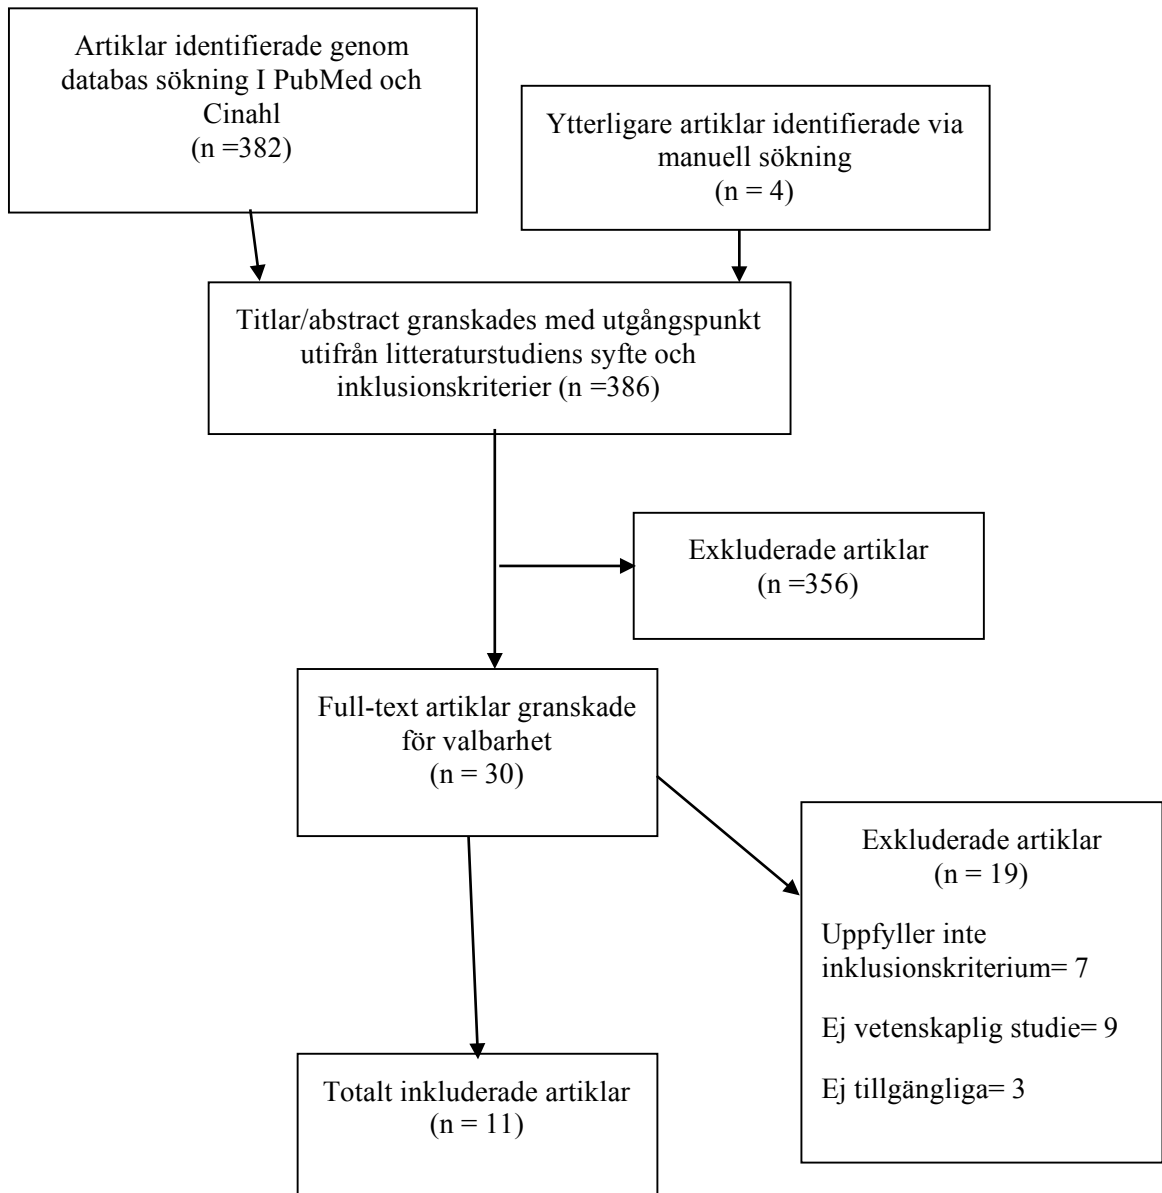 Artiklar identifierade genom
databas sökning I PubMed och
Cinahl
(n =382)
Ytterligare artiklar identifierade via
manuell sökning
(n = 4)
Titlar/abstract granskades med utgångspunkt
utifrån litteraturstudiens syfte och
inklusionskriterier (n =386)
Exkluderade artiklar
(n =356)
Full-text artiklar granskade
för valbarhet
(n = 30)
Exkluderade artiklar
(n = 19)
Uppfyller inte
inklusionskriterium= 7
Ej vetenskaplig studie= 9
Ej tillgängliga= 3
Totalt inkluderade artiklar
(n = 11)